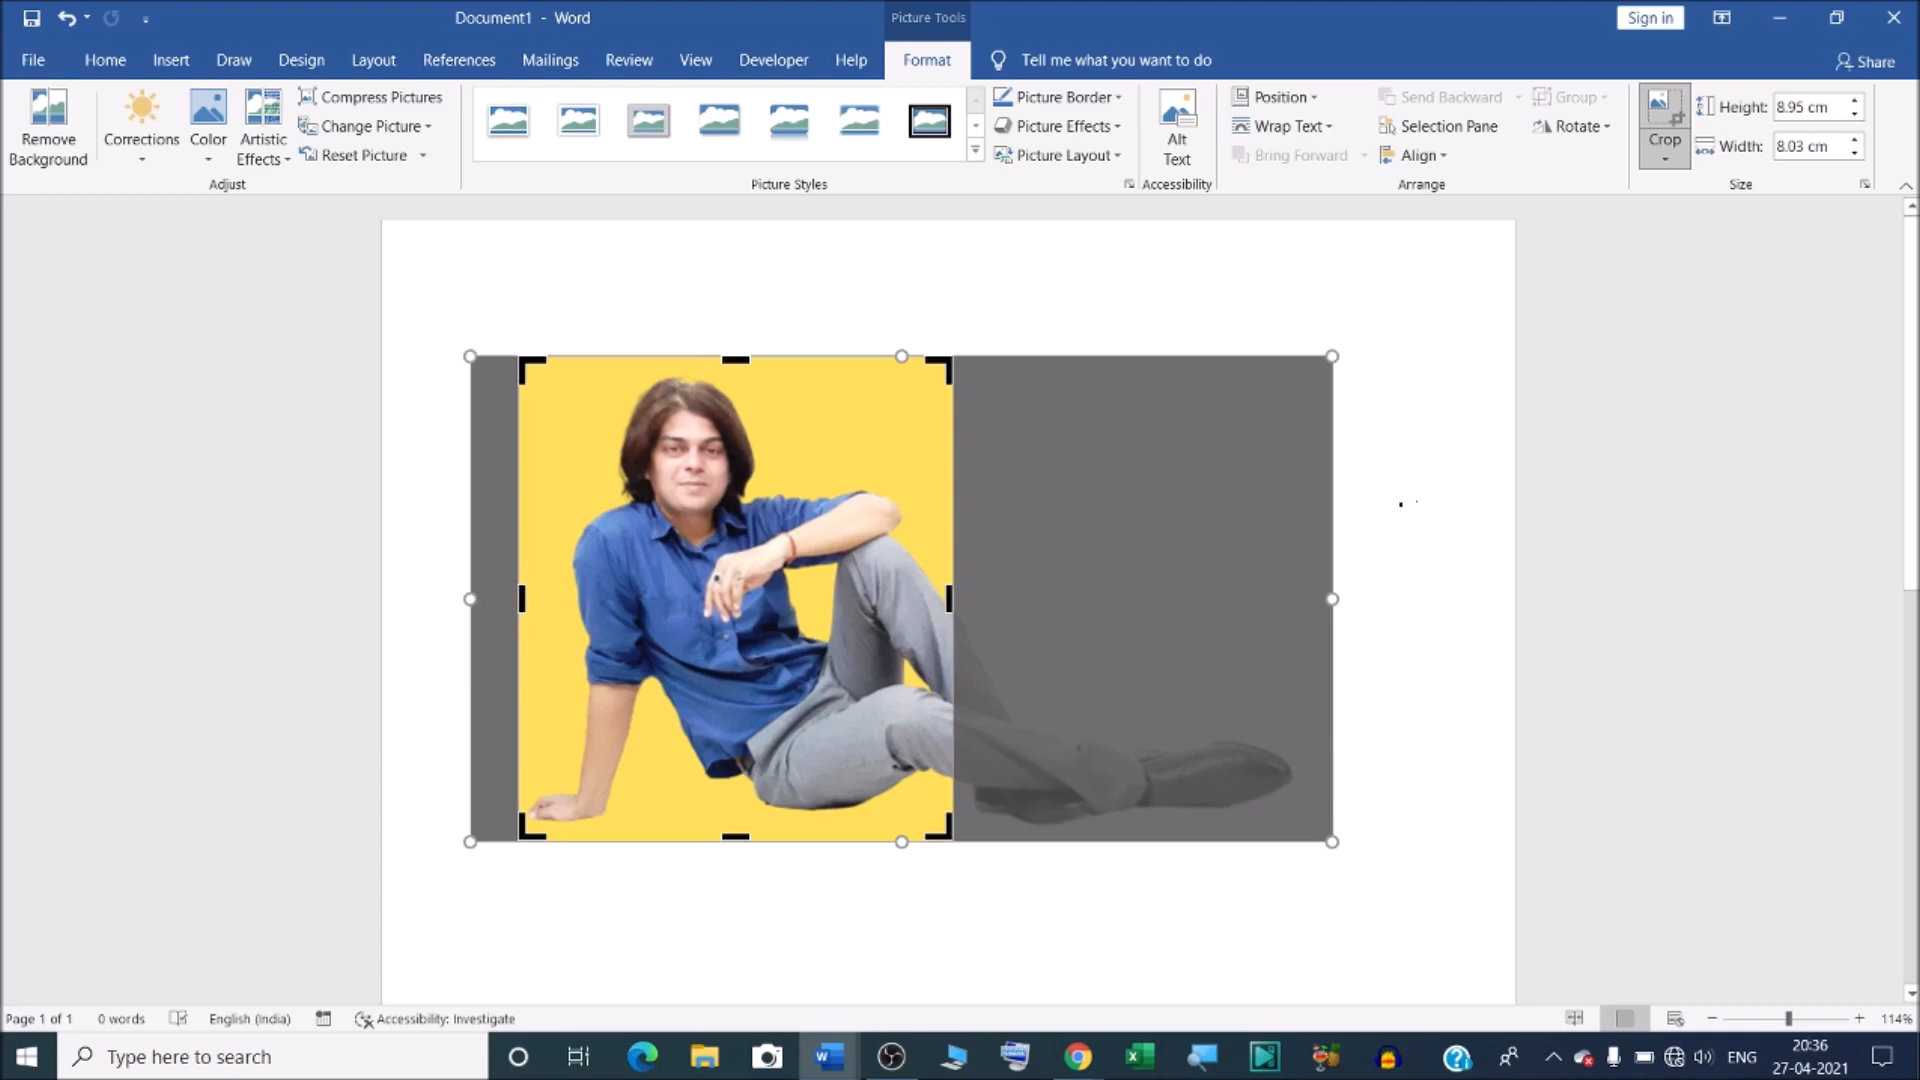 Document1 - Word
Picture Tools
Sign in
File Home Insert Draw Design Layout References Mailings Review View Developer Help Format Tell me what you want to do Share
Remove Background
Corrections
Color
Artistic Effects
Compress Pictures
Change Picture
Reset Picture
Adjust
Picture Styles
Picture Border
Picture Effects
Picture Layout
Alt Text
Accessibility
Position
Wrap Text
Bring Forward
Send Backward
Selection Pane
Align
Group
Rotate
Arrange
Crop
Height: 8.95 cm
Width: 8.03 cm
Size
Page 1 of 1 0 words English (India) Accessibility: Investigate 114%
Type here to search
ENG
20:36
27-04-2021